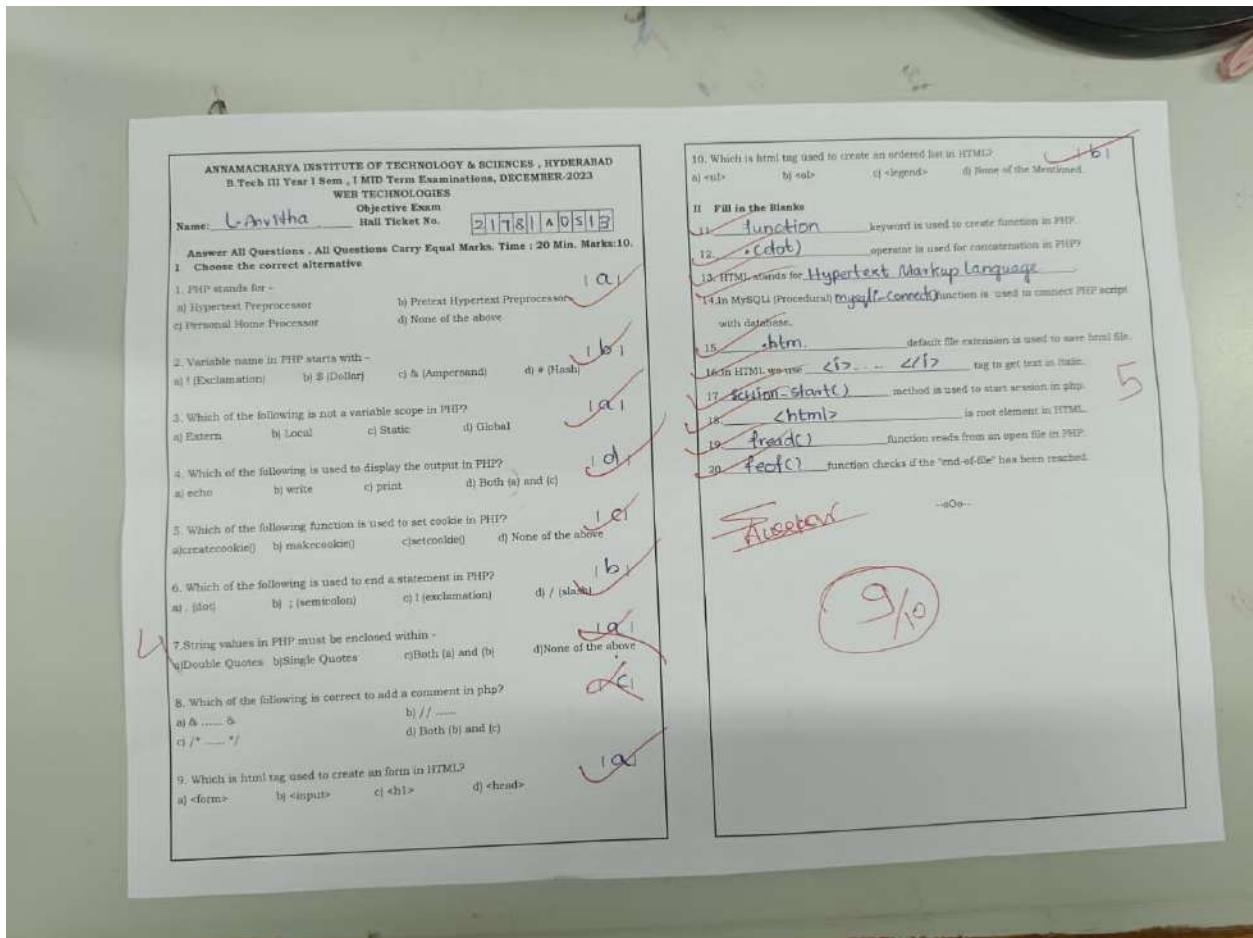 ANNAMACHARYA INSTITUTE OF TECHNOLOGY & SCIENCES , HYDERABAD
B.Tech III Year I Sem , I MID Term Examinations, DECEMBER-2023
WEB TECHNOLOGIES
Objective Exam
Name: L. Anvitha Hall Ticket No. 21781A0513
Answer All Questions . All Questions Carry Equal Marks. Time : 20 Min. Marks:10.
I Choose the correct alternative
1. PHP stands for - a
a) Hypertext Preprocessor b) Pretext Hypertext Preprocessor
c) Personal Home Processor d) None of the above
2. Variable name in PHP starts with - b
a) ! (Exclamation) b) $ (Dollar) c) & (Ampersand) d) # (Hash)
3. Which of the following is not a variable scope in PHP? a
a) Extern b) Local c) Static d) Global
4. Which of the following is used to display the output in PHP? d
a) echo b) write c) print d) Both (a) and (c)
5. Which of the following function is used to set cookie in PHP? c
a)createcookie() b) makecookie() c)setcookie() d) None of the above
6. Which of the following is used to end a statement in PHP? b
a) . (dot) b) ; (semicolon) c) ! (exclamation) d) / (slash)
4
7.String values in PHP must be enclosed within - a
a)Double Quotes b)Single Quotes c)Both (a) and (b) d)None of the above
8. Which of the following is correct to add a comment in php? c
a) & ...... & b) // ......
c) /* ...... */ d) Both (b) and (c)
9. Which is html tag used to create an form in HTML? a
a) <form> b) <input> c) <h1> d) <head>
10. Which is html tag used to create an ordered list in HTML? b
a) <ul> b) <ol> c) <legend> d) None of the Mentioned.
II Fill in the Blanks
11. function keyword is used to create function in PHP.
12. .(dot) operator is used for concatenation in PHP?
13. HTML stands for Hypertext Markup Language
14.In MySQLi (Procedural) mysqli-connect() function is used to connect PHP script
with database.
15. .htm. default file extension is used to save html file.
16.In HTML we use <i>.... </i> tag to get text in Italic.
17. session-start() method is used to start session in php.
5
18. <html> is root element in HTML.
19. fread() function reads from an open file in PHP.
20. feof() function checks if the "end-of-file" has been reached.
--oOo--
9/10